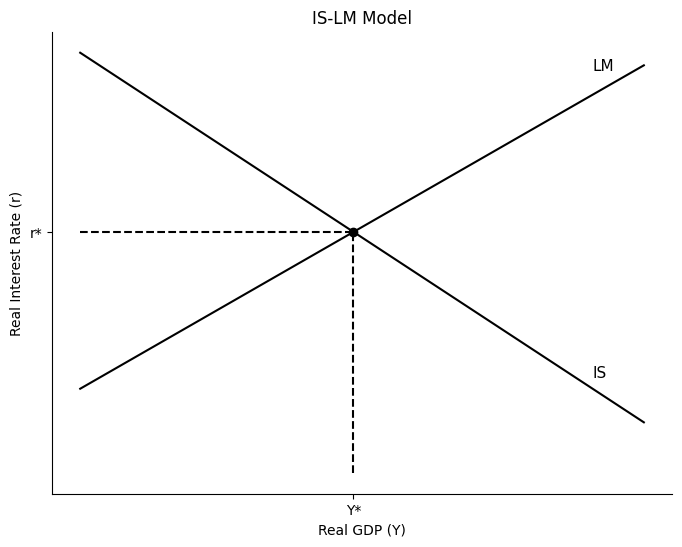 IS-LM Model
LM
Real Interest Rate (r)
r*
IS
Y*
Real GDP (Y)